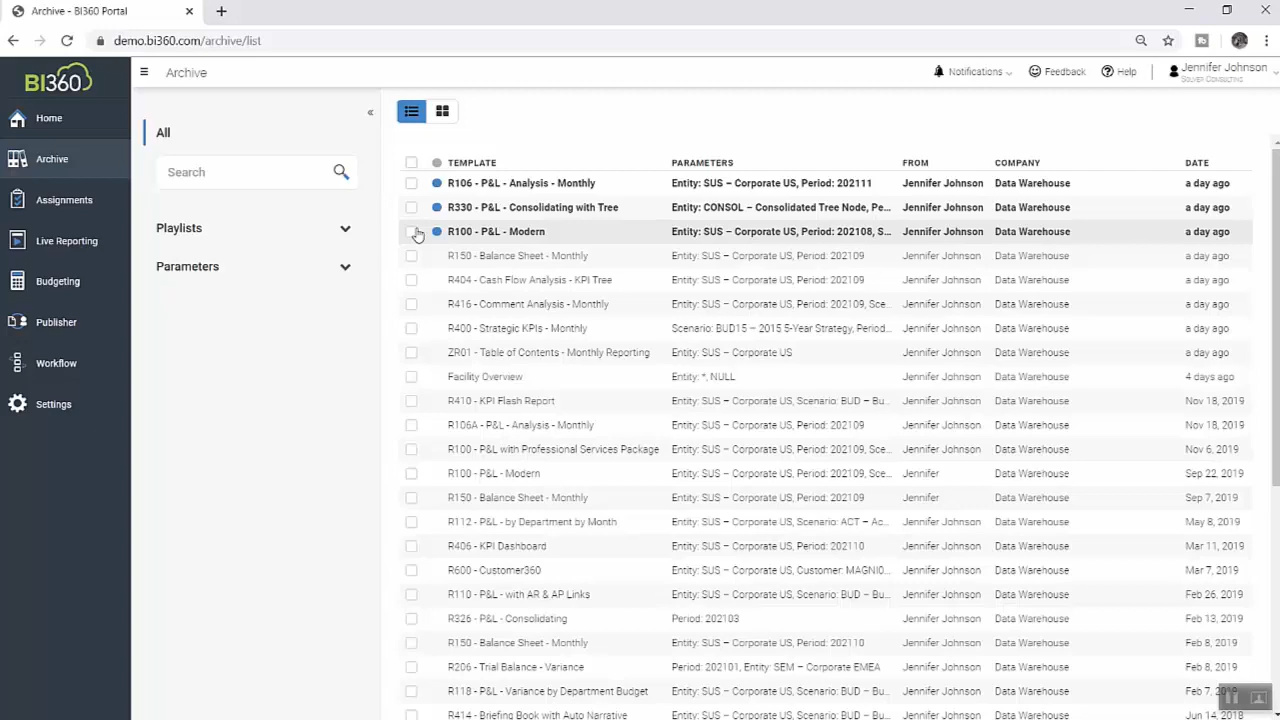 Archive - BI360 Portal
demo.bi360.com/archive/list
BI360
Archive
Notifications
Feedback
Help
Jennifer Johnson
SOLVER CONSULTING
Home
Archive
Assignments
Live Reporting
Budgeting
Publisher
Workflow
Settings
All
Search
Playlists
Parameters
TEMPLATE PARAMETERS FROM COMPANY DATE
R106 - P&L - Analysis - Monthly Entity: SUS – Corporate US, Period: 202111 Jennifer Johnson Data Warehouse a day ago
R330 - P&L - Consolidating with Tree Entity: CONSOL – Consolidated Tree Node, Pe... Jennifer Johnson Data Warehouse a day ago
R100 - P&L - Modern Entity: SUS – Corporate US, Period: 202108, S... Jennifer Johnson Data Warehouse a day ago
R150 - Balance Sheet - Monthly Entity: SUS – Corporate US, Period: 202109 Jennifer Johnson Data Warehouse a day ago
R404 - Cash Flow Analysis - KPI Tree Entity: SUS – Corporate US, Period: 202109 Jennifer Johnson Data Warehouse a day ago
R416 - Comment Analysis - Monthly Entity: SUS – Corporate US, Period: 202109, Sce... Jennifer Johnson Data Warehouse a day ago
R400 - Strategic KPIs - Monthly Scenario: BUD15 – 2015 5-Year Strategy, Period... Jennifer Johnson Data Warehouse a day ago
ZR01 - Table of Contents - Monthly Reporting Entity: SUS – Corporate US Jennifer Johnson Data Warehouse a day ago
Facility Overview Entity: *, NULL Jennifer Johnson Data Warehouse 4 days ago
R410 - KPI Flash Report Entity: SUS – Corporate US, Scenario: BUD – Bu... Jennifer Johnson Data Warehouse Nov 18, 2019
R106A - P&L - Analysis - Monthly Entity: SUS – Corporate US, Period: 202109 Jennifer Johnson Data Warehouse Nov 18, 2019
R100 - P&L with Professional Services Package Entity: SUS – Corporate US, Period: 202109, Sce... Jennifer Johnson Data Warehouse Nov 6, 2019
R100 - P&L - Modern Entity: SUS – Corporate US, Period: 202109, Sce... Jennifer Data Warehouse Sep 22, 2019
R150 - Balance Sheet - Monthly Entity: SUS – Corporate US, Period: 202109 Jennifer Data Warehouse Sep 7, 2019
R112 - P&L - by Department by Month Entity: SUS – Corporate US, Scenario: ACT – Ac... Jennifer Johnson Data Warehouse May 8, 2019
R406 - KPI Dashboard Entity: SUS – Corporate US, Period: 202110 Jennifer Johnson Data Warehouse Mar 11, 2019
R600 - Customer360 Entity: SUS – Corporate US, Customer: MAGNI0... Jennifer Johnson Data Warehouse Mar 7, 2019
R110 - P&L - with AR & AP Links Entity: SUS – Corporate US, Scenario: BUD – Bu... Jennifer Johnson Data Warehouse Feb 26, 2019
R326 - P&L - Consolidating Period: 202103 Jennifer Johnson Data Warehouse Feb 13, 2019
R150 - Balance Sheet - Monthly Entity: SUS – Corporate US, Period: 202110 Jennifer Johnson Data Warehouse Feb 8, 2019
R206 - Trial Balance - Variance Period: 202101, Entity: SEM – Corporate EMEA Jennifer Johnson Data Warehouse Feb 8, 2019
R118 - P&L - Variance by Department Budget Entity: SUS – Corporate US, Scenario: BUD – Bu... Jennifer Johnson Data Warehouse Feb 7, 2019
R414 - Briefing Book with Auto Narrative Entity: SUS – Corporate US, Scenario: BUD – Bu... Jennifer Johnson Data Warehouse Jun 14, 2018